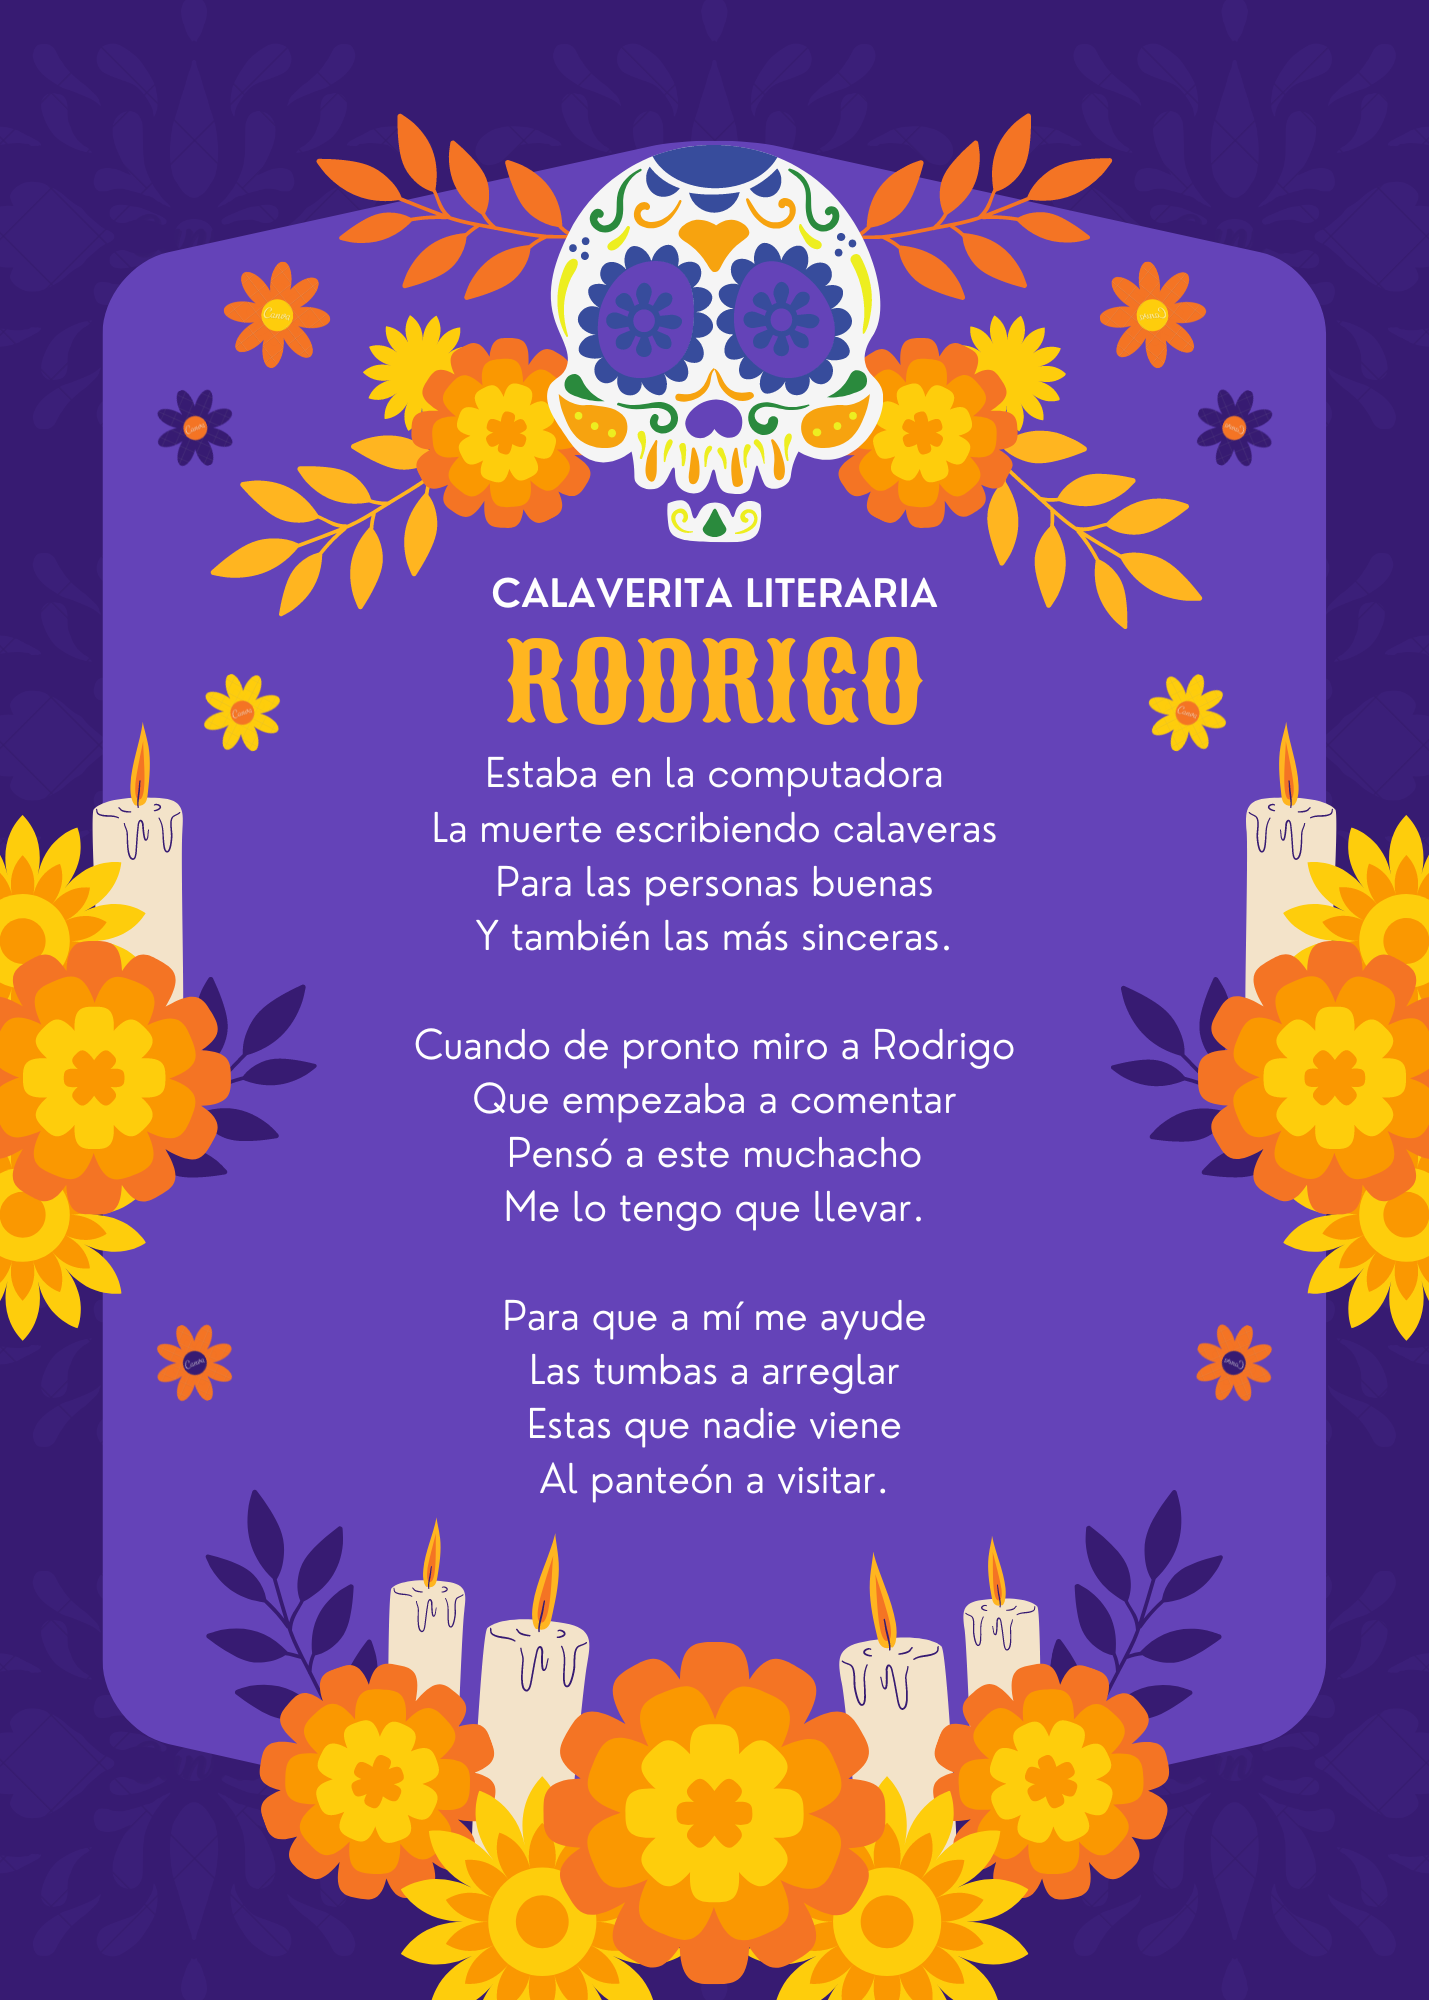 CALAVERITA LITERARIA
RODRIGO
Estaba en la computadora
La muerte escribiendo calaveras
Para las personas buenas
Y también las más sinceras.
Cuando de pronto miro a Rodrigo
Que empezaba a comentar
Pensó a este muchacho
Me lo tengo que llevar.
Para que a mí me ayude
Las tumbas a arreglar
Estas que nadie viene
Al panteón a visitar.